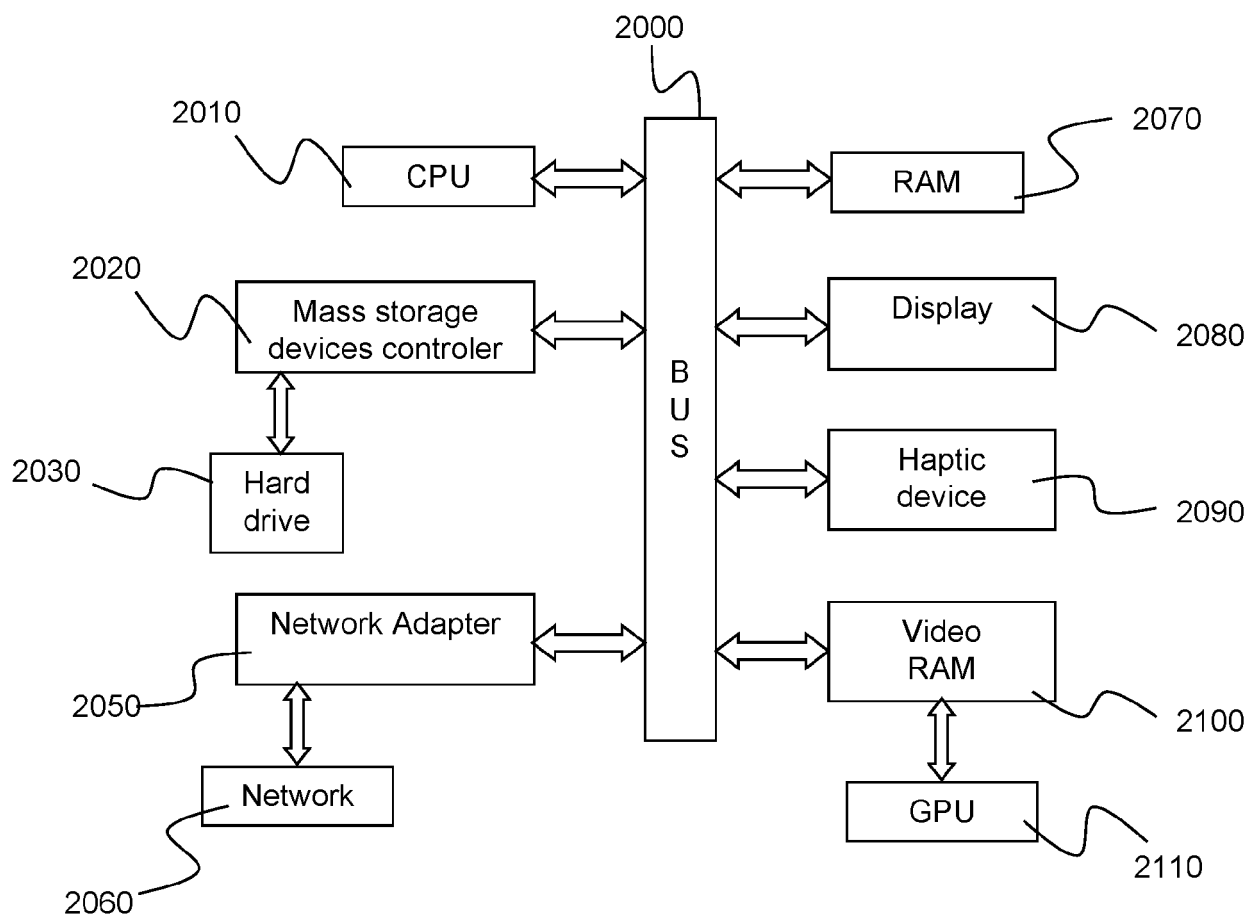 2000
2010
CPU
2070
RAM
2020
Mass storage
devices controler
Display
2080
B
U
S
2030
Hard
drive
Haptic
device
2090
Network Adapter
2050
Video
RAM
2100
Network
2060
GPU
2110